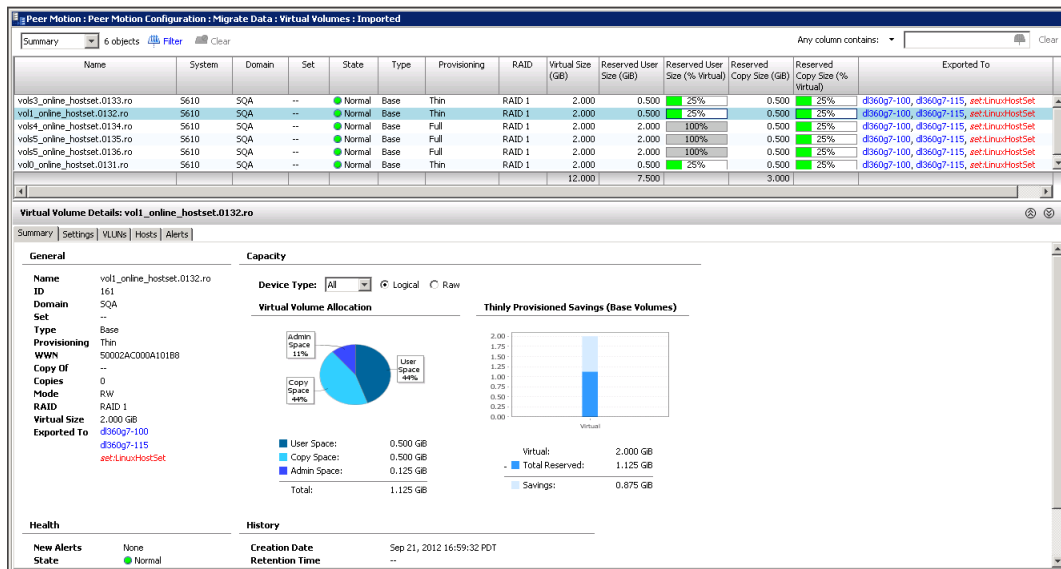 Peer Motion : Peer Motion Configuration : Migrate Data : Virtual Volumes : Imported
Summary 6 objects Filter Clear Any column contains: Clear
Name System Domain Set State Type Provisioning RAID Virtual Size (GiB) Reserved User Size (GiB) Reserved User Size (% Virtual) Reserved Copy Size (GiB) Reserved Copy Size (% Virtual) Exported To
vols3_online_hostset.0133.ro S610 SQA -- Normal Base Thin RAID 1 2.000 0.500 25% 0.500 25% dl360g7-100, dl360g7-115, set:LinuxHostSet
vol1_online_hostset.0132.ro S610 SQA -- Normal Base Thin RAID 1 2.000 0.500 25% 0.500 25% dl360g7-100, dl360g7-115, set:LinuxHostSet
vols4_online_hostset.0134.ro S610 SQA -- Normal Base Full RAID 1 2.000 2.000 100% 0.500 25% dl360g7-100, dl360g7-115, set:LinuxHostSet
vols5_online_hostset.0135.ro S610 SQA -- Normal Base Full RAID 1 2.000 2.000 100% 0.500 25% dl360g7-100, dl360g7-115, set:LinuxHostSet
vols5_online_hostset.0136.ro S610 SQA -- Normal Base Full RAID 1 2.000 2.000 100% 0.500 25% dl360g7-100, dl360g7-115, set:LinuxHostSet
vol0_online_hostset.0131.ro S610 SQA -- Normal Base Thin RAID 1 2.000 0.500 25% 0.500 25% dl360g7-100, dl360g7-115, set:LinuxHostSet
12.000 7.500 3.000
Virtual Volume Details: vol1_online_hostset.0132.ro
Summary Settings VLUNs Hosts Alerts
General
Name vol1_online_hostset.0132.ro
ID 161
Domain SQA
Set --
Type Base
Provisioning Thin
WWN 50002AC000A101B8
Copy Of --
Copies 0
Mode RW
RAID RAID 1
Virtual Size 2.000 GiB
Exported To dl360g7-100
dl360g7-115
set:LinuxHostSet
Capacity
Device Type: All Logical Raw
Virtual Volume Allocation
Admin Space 11%
User Space 44%
Copy Space 44%
User Space: 0.500 GiB
Copy Space: 0.500 GiB
Admin Space: 0.125 GiB
Total: 1.125 GiB
Thinly Provisioned Savings (Base Volumes)
2.00
1.75
1.50
1.25
1.00
0.75
0.50
0.25
0.00
Virtual
Virtual: 2.000 GiB
- Total Reserved: 1.125 GiB
Savings: 0.875 GiB
Health
New Alerts None
State Normal
History
Creation Date Sep 21, 2012 16:59:32 PDT
Retention Time --